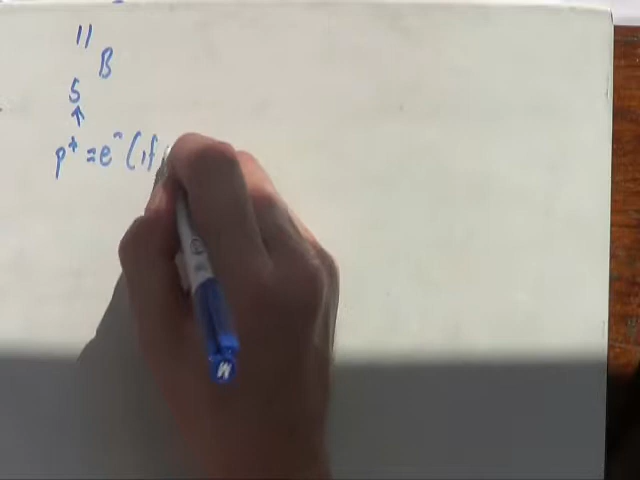 11
B
5
↑
p⁺ = e⁻ (if